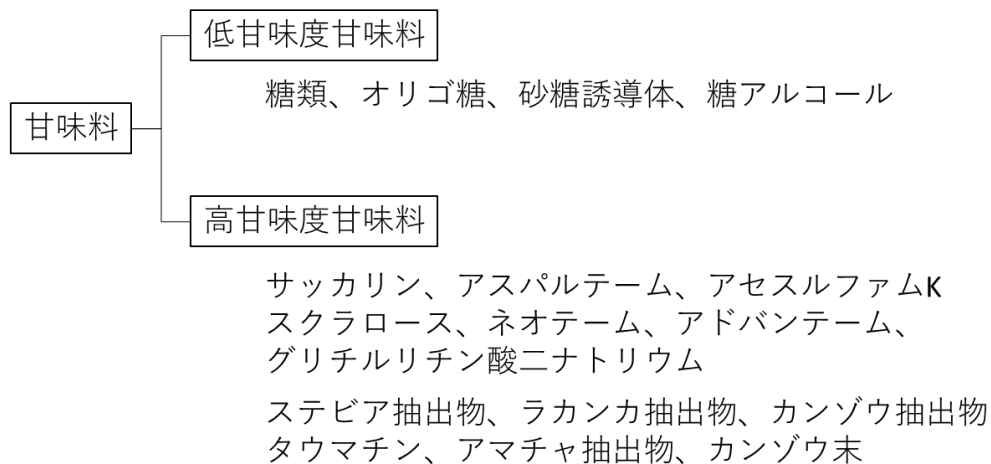 低甘味度甘味料
糖類、オリゴ糖、砂糖誘導体、糖アルコール
甘味料
高甘味度甘味料
サッカリン、アスパルテーム、アセスルファムK
スクラロース、ネオテーム、アドバンテーム、
グリチルリチン酸二ナトリウム
ステビア抽出物、ラカンカ抽出物、カンゾウ抽出物
タウマチン、アマチャ抽出物、カンゾウ末